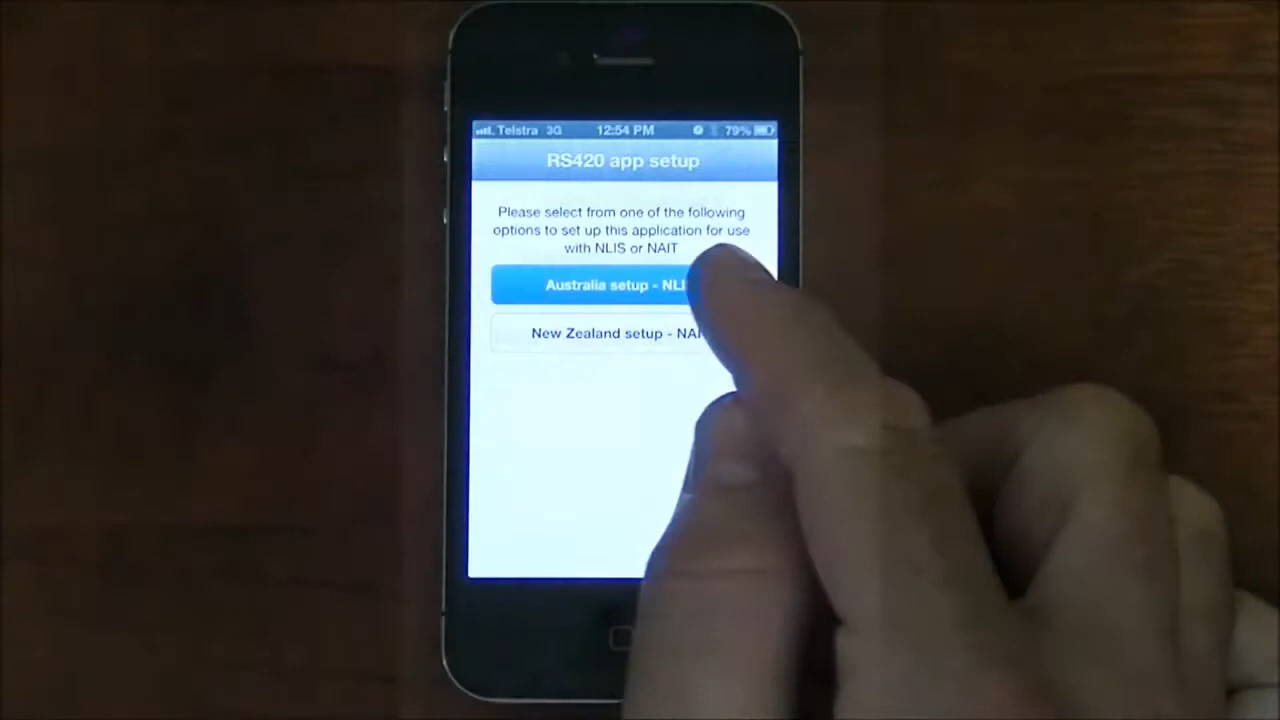 Telstra 3G 12:54 PM 79%
RS420 app setup
Please select from one of the following
options to set up this application for use
with NLIS or NAIT
Australia setup - NLI
New Zealand setup - NAI